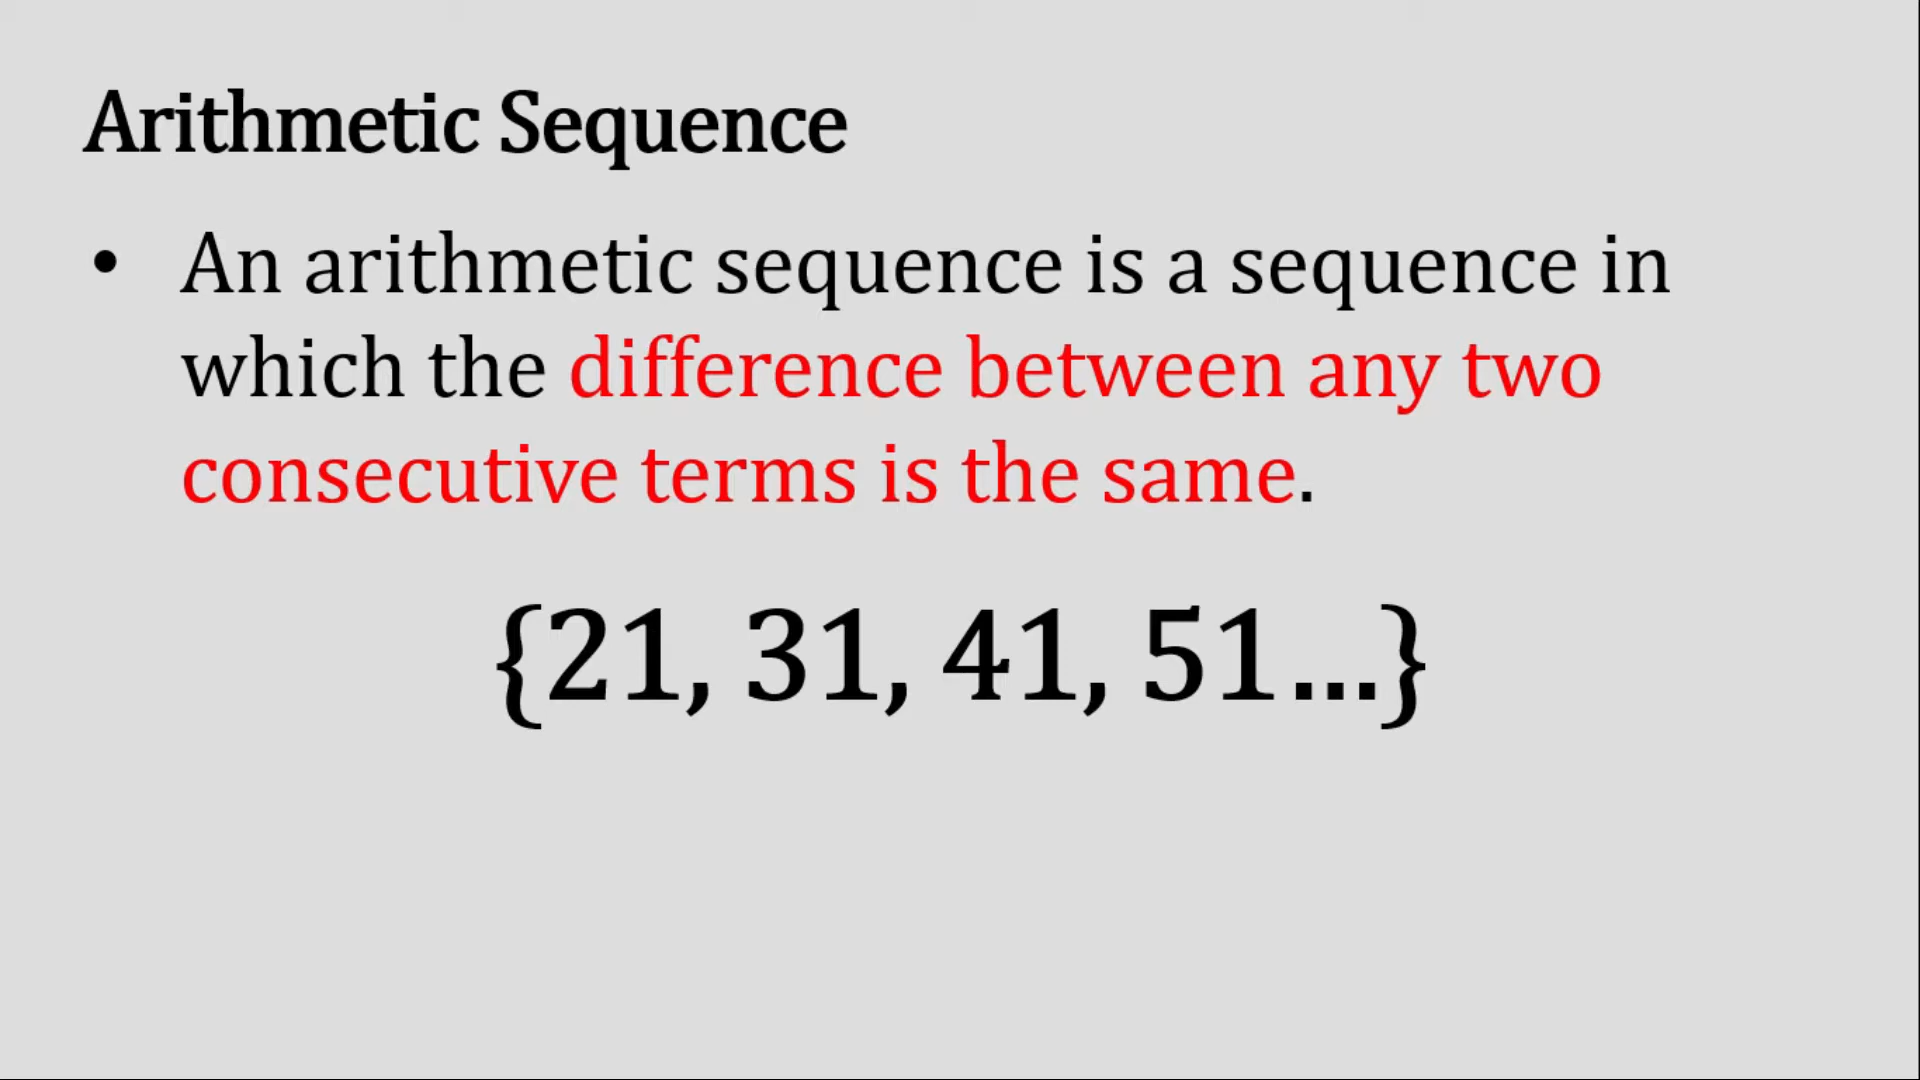 Arithmetic Sequence
• An arithmetic sequence is a sequence in
which the difference between any two
consecutive terms is the same.
{21, 31, 41, 51...}